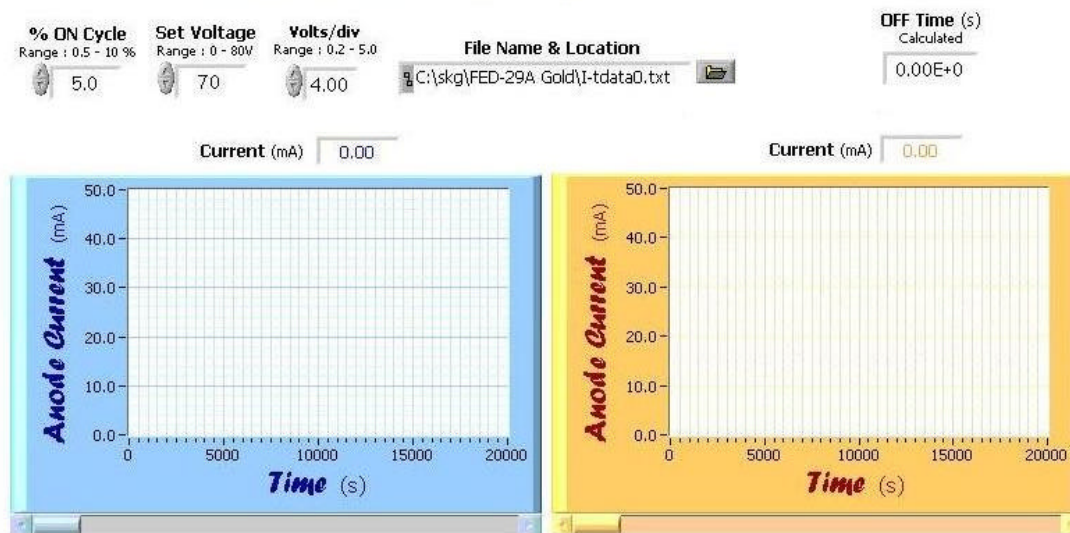 % ON Cycle
Range : 0.5 - 10 %
5.0
Set Voltage
Range : 0 - 80V
70
Volts/div
Range : 0.2 - 5.0
4.00
File Name & Location
C:\skg\FED-29A Gold\I-tdata0.txt
OFF Time (s)
Calculated
0.00E+0
Current (mA) 0.00
Current (mA) 0.00
50.0
40.0
30.0
20.0
10.0
0.0
Anode Current (mA)
0 5000 10000 15000 20000
Time (s)
50.0
40.0
30.0
20.0
10.0
0.0
Anode Current (mA)
0 5000 10000 15000 20000
Time (s)